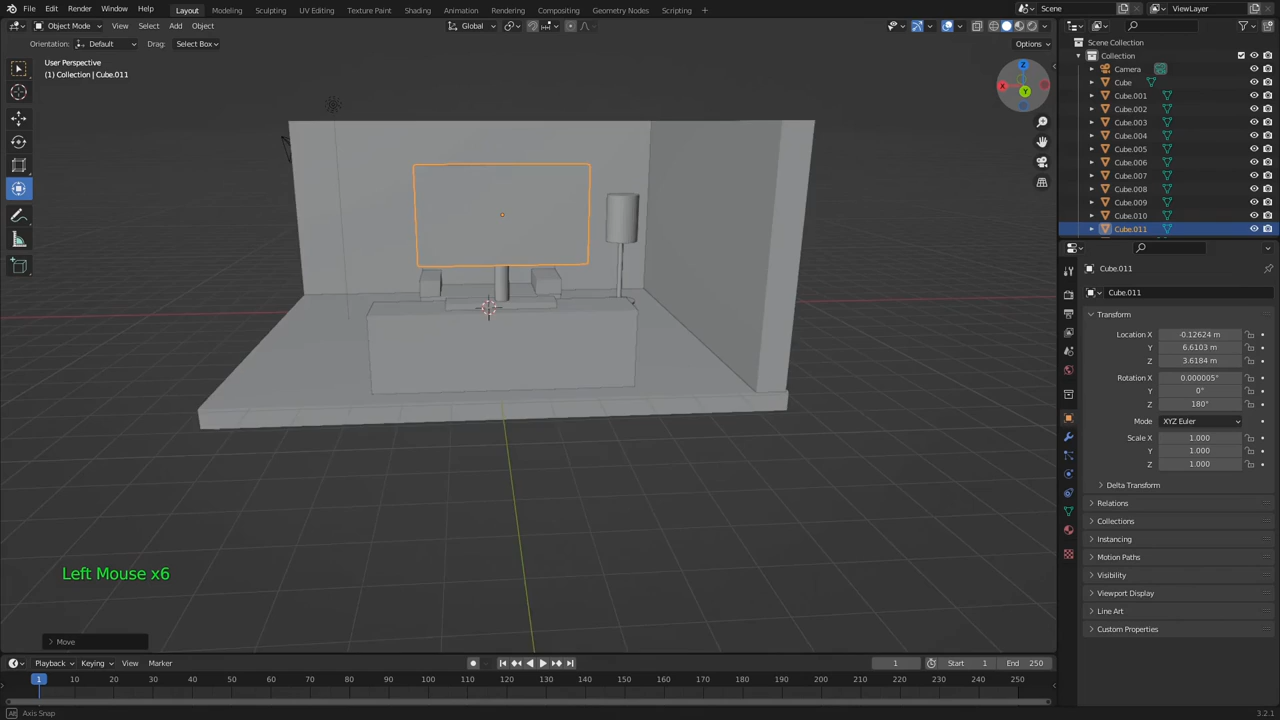 File Edit Render Window Help Layout Modeling Sculpting UV Editing Texture Paint Shading Animation Rendering Compositing Geometry Nodes Scripting + Scene ViewLayer
Object Mode View Select Add Object Global Options
Orientation: Default Drag: Select Box
User Perspective
(1) Collection | Cube.011
X Y Z
Scene Collection
Collection
Camera
Cube
Cube.001
Cube.002
Cube.003
Cube.004
Cube.005
Cube.006
Cube.007
Cube.008
Cube.009
Cube.010
Cube.011
Cube.011
Cube.011
Transform
Location X -0.12624 m
Y 6.6103 m
Z 3.6184 m
Rotation X 0.000005°
Y 0°
Z 180°
Mode XYZ Euler
Scale X 1.000
Y 1.000
Z 1.000
Delta Transform
Relations
Collections
Instancing
Motion Paths
Visibility
Viewport Display
Line Art
Custom Properties
Left Mouse x6
Move
Playback Keying View Marker 1 Start 1 End 250
1 10 20 30 40 50 60 70 80 90 100 110 120 130 140 150 160 170 180 190 200 210 220 230 240 250
Axis Snap 3.2.1